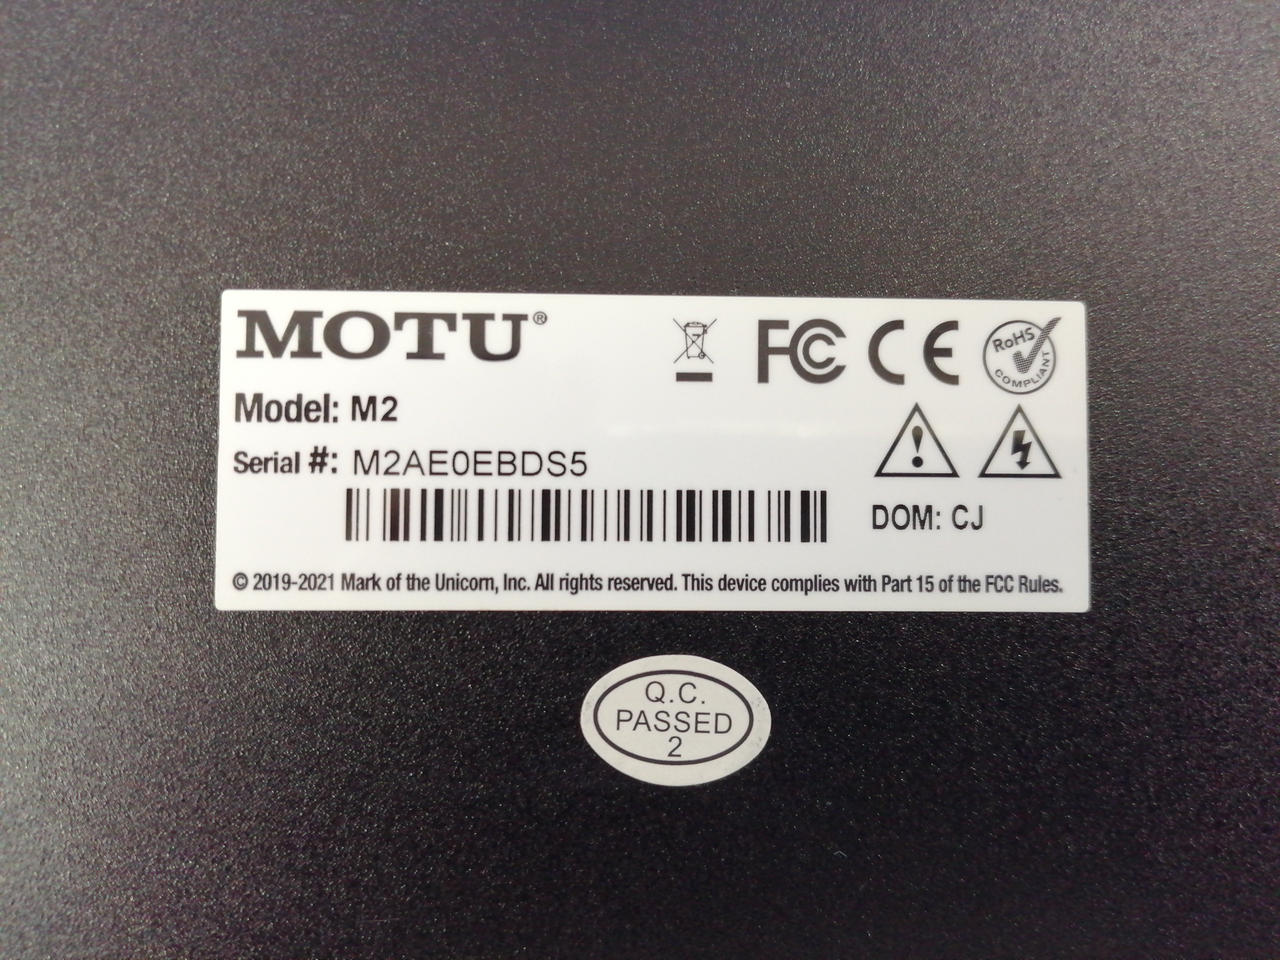 MOTU®
FC CE
RoHS
COMPLIANT
Model: M2
Serial #: M2AE0EBDS5
DOM: CJ
© 2019-2021 Mark of the Unicorn, Inc. All rights reserved. This device complies with Part 15 of the FCC Rules.
Q.C.
PASSED
2